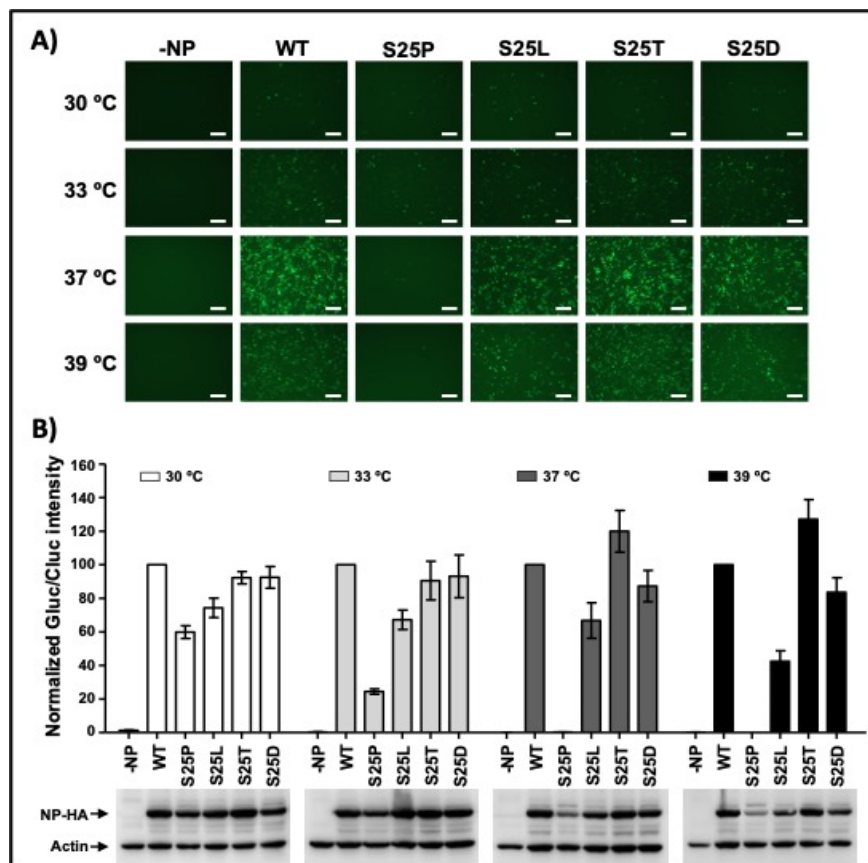 A)
-NP WT S25P S25L S25T S25D
30 ºC
33 ºC
37 ºC
39 ºC
B)
Normalized Gluc/Cluc intensity
160
140
120
100
80
60
40
20
0
30 ºC 33 ºC 37 ºC 39 ºC
-NP WT S25P S25L S25T S25D -NP WT S25P S25L S25T S25D -NP WT S25P S25L S25T S25D -NP WT S25P S25L S25T S25D
NP-HA
Actin